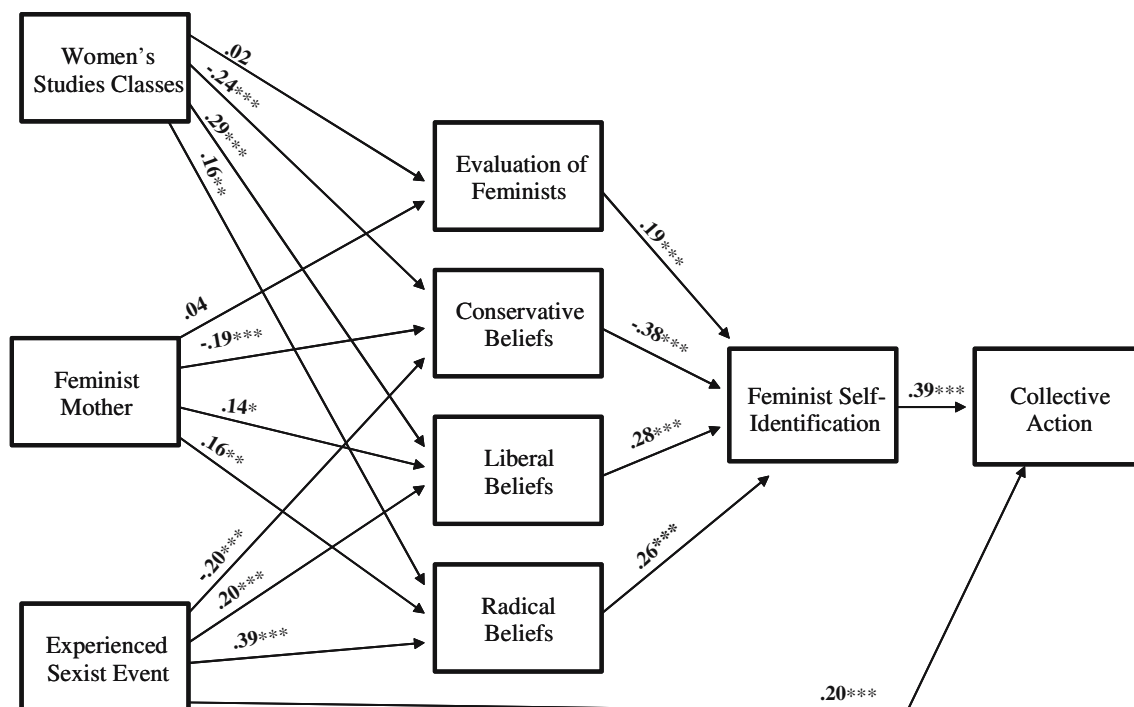 Women’s
Studies Classes
.02
-.24***
.29***
.16**
Evaluation of
Feminists
.19***
.04
-.19***
Conservative
Beliefs
-.38***
Feminist
Mother
.14*
.16**
Feminist Self-
Identification
.39***
Collective
Action
Liberal
Beliefs
.28***
-.20***
.20***
.39***
Radical
Beliefs
.26***
Experienced
Sexist Event
.20***